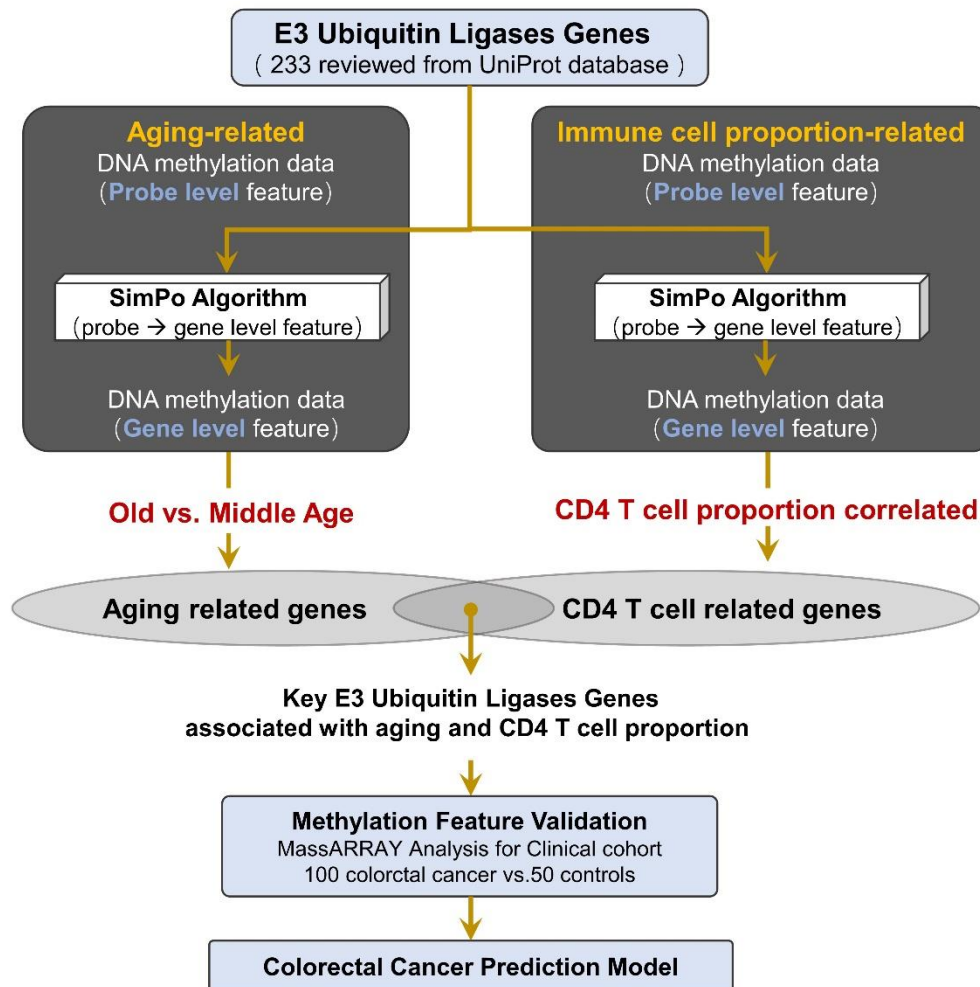 E3 Ubiquitin Ligases Genes
( 233 reviewed from UniProt database )
Aging-related
DNA methylation data
(Probe level feature)
SimPo Algorithm
(probe → gene level feature)
DNA methylation data
(Gene level feature)
Immune cell proportion-related
DNA methylation data
(Probe level feature)
SimPo Algorithm
(probe → gene level feature)
DNA methylation data
(Gene level feature)
Old vs. Middle Age
CD4 T cell proportion correlated
Aging related genes
CD4 T cell related genes
Key E3 Ubiquitin Ligases Genes
associated with aging and CD4 T cell proportion
Methylation Feature Validation
MassARRAY Analysis for Clinical cohort
100 colorctal cancer vs.50 controls
Colorectal Cancer Prediction Model